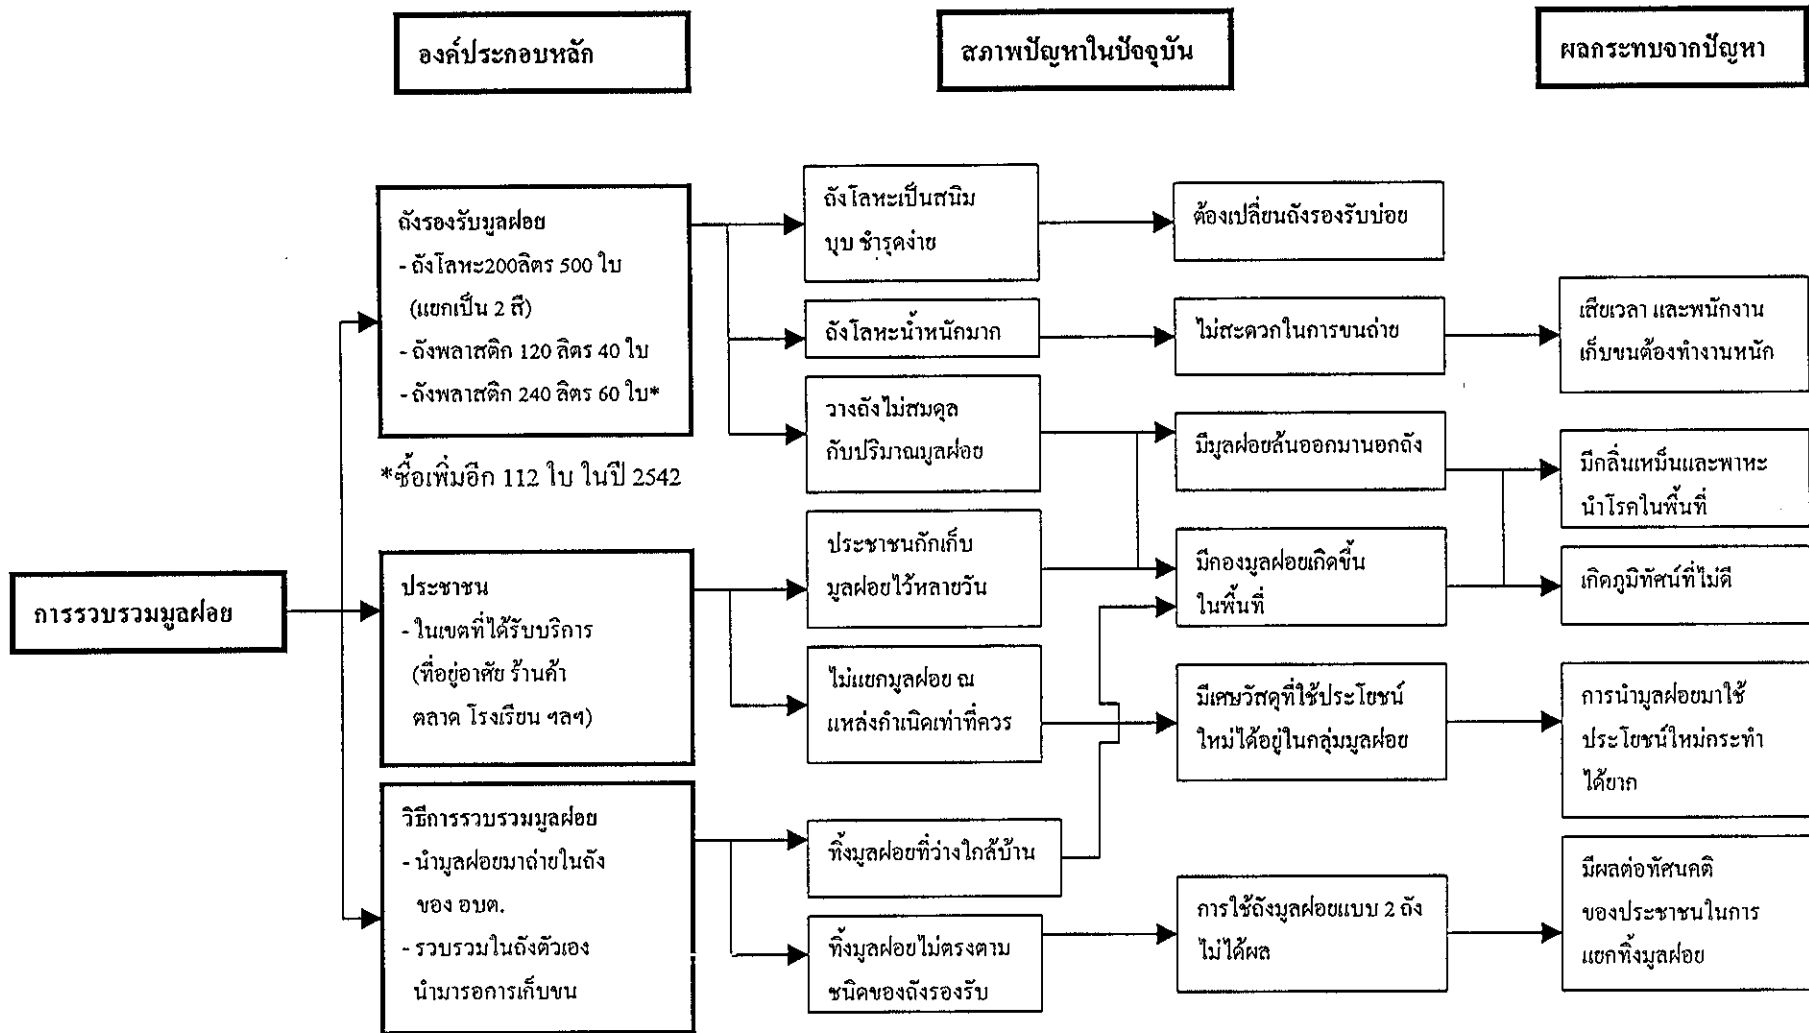 องค์ประกอบหลัก
สภาพปัญหาในปัจจุบัน
ผลกระทบจากปัญหา
การรวบรวมมูลฝอย
ถังรองรับมูลฝอย
- ถังโลหะ200ลิตร 500 ใบ
(แยกเป็น 2 สี)
- ถังพลาสติก 120 ลิตร 40 ใบ
- ถังพลาสติก 240 ลิตร 60 ใบ*
*ซื้อเพิ่มอีก 112 ใบ ในปี 2542
ประชาชน
- ในเขตที่ได้รับบริการ
(ที่อยู่อาศัย ร้านค้า
ตลาด โรงเรียน ฯลฯ)
วิธีการรวบรวมมูลฝอย
- นำมูลฝอยมาถ่ายในถัง
ของ อบต.
- รวบรวมในถังตัวเอง
นำมารอการเก็บขน
ถังโลหะเป็นสนิม
บุบ ชำรุดง่าย
ถังโลหะน้ำหนักมาก
วางถังไม่สมดุล
กับปริมาณมูลฝอย
ประชาชนกักเก็บ
มูลฝอยไว้หลายวัน
ไม่แยกมูลฝอย ณ
แหล่งกำเนิดเท่าที่ควร
ทิ้งมูลฝอยที่ว่างใกล้บ้าน
ทิ้งมูลฝอยไม่ตรงตาม
ชนิดของถังรองรับ
ต้องเปลี่ยนถังรองรับบ่อย
ไม่สะดวกในการขนถ่าย
มีมูลฝอยล้นออกมานอกถัง
มีกองมูลฝอยเกิดขึ้น
ในพื้นที่
มีเศษวัสดุที่ใช้ประโยชน์
ใหม่ได้อยู่ในกลุ่มมูลฝอย
การใช้ถังมูลฝอยแบบ 2 ถัง
ไม่ได้ผล
เสียเวลา และพนักงาน
เก็บขนต้องทำงานหนัก
มีกลิ่นเหม็นและพาหะ
นำโรคในพื้นที่
เกิดภูมิทัศน์ที่ไม่ดี
การนำมูลฝอยมาใช้
ประโยชน์ใหม่กระทำ
ได้ยาก
มีผลต่อทัศนคติ
ของประชาชนในการ
แยกทิ้งมูลฝอย